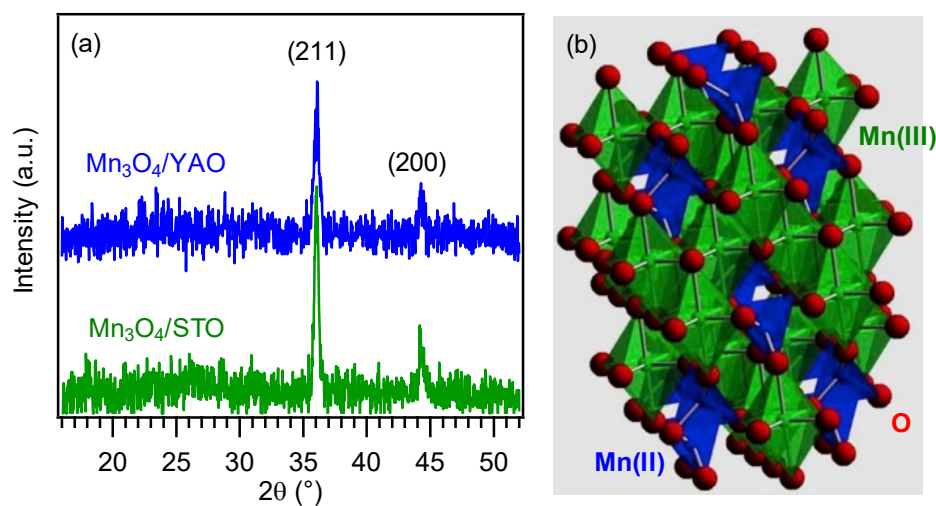 (a)
(211)
Mn₃O₄/YAO
(200)
Mn₃O₄/STO
Intensity (a.u.)
20 25 30 35 40 45 50
2θ (°)
(b)
Mn(III)
O
Mn(II)